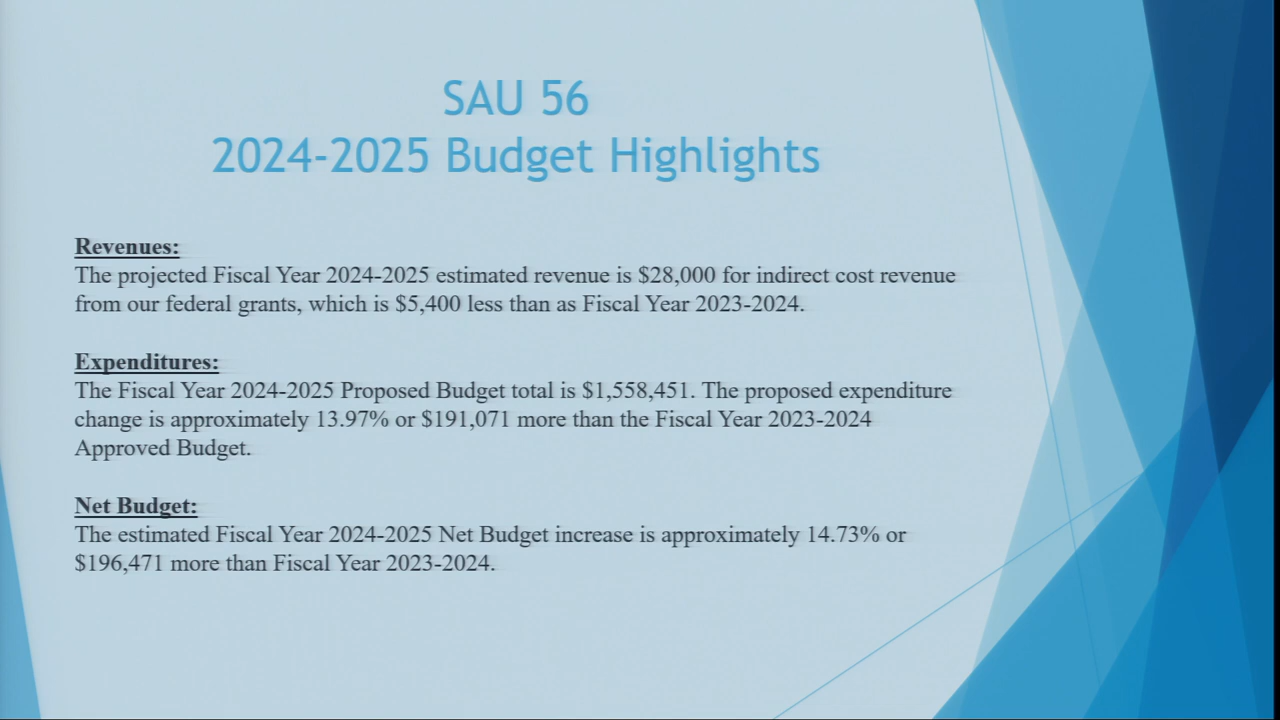 SAU 56
2024-2025 Budget Highlights
Revenues:
The projected Fiscal Year 2024-2025 estimated revenue is $28,000 for indirect cost revenue
from our federal grants, which is $5,400 less than as Fiscal Year 2023-2024.
Expenditures:
The Fiscal Year 2024-2025 Proposed Budget total is $1,558,451. The proposed expenditure
change is approximately 13.97% or $191,071 more than the Fiscal Year 2023-2024
Approved Budget.
Net Budget:
The estimated Fiscal Year 2024-2025 Net Budget increase is approximately 14.73% or
$196,471 more than Fiscal Year 2023-2024.